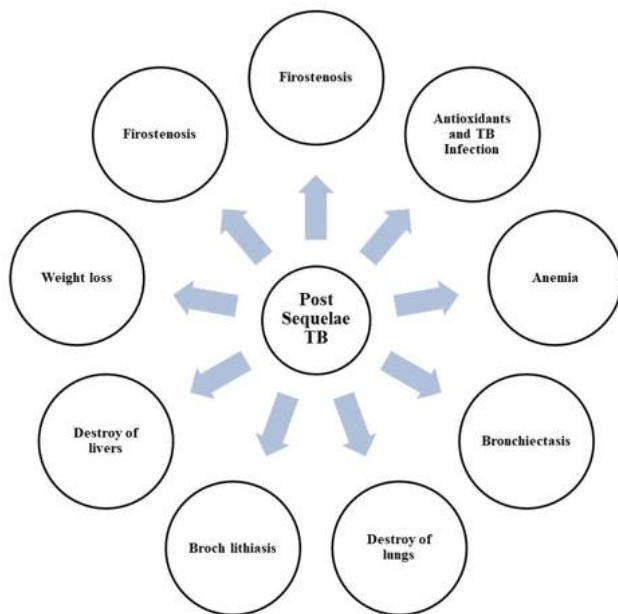 Firostenosis
Firostenosis
Antioxidants
and TB
Infection
Weight loss
Anemia
Post
Sequelae
TB
Destroy of
livers
Bronchiectasis
Broch lithiasis
Destroy of
lungs